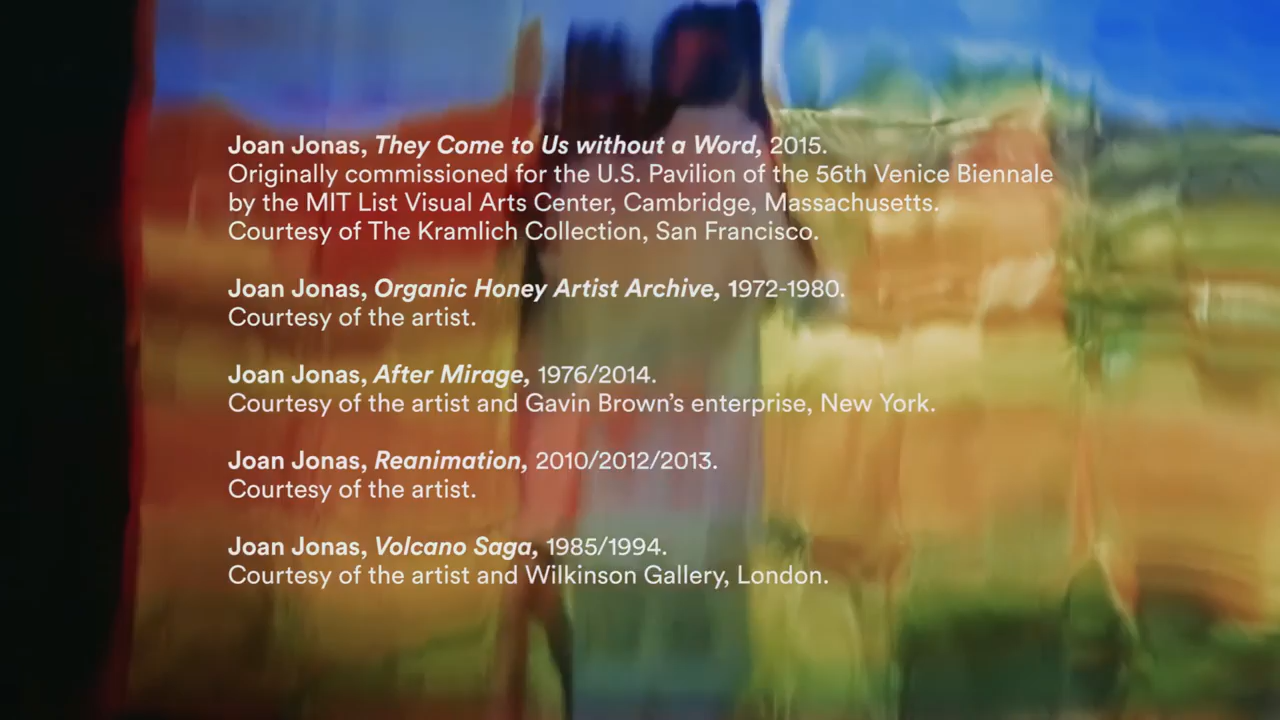 Joan Jonas, They Come to Us without a Word, 2015.
Originally commissioned for the U.S. Pavilion of the 56th Venice Biennale
by the MIT List Visual Arts Center, Cambridge, Massachusetts.
Courtesy of The Kramlich Collection, San Francisco.
Joan Jonas, Organic Honey Artist Archive, 1972-1980.
Courtesy of the artist.
Joan Jonas, After Mirage, 1976/2014.
Courtesy of the artist and Gavin Brown’s enterprise, New York.
Joan Jonas, Reanimation, 2010/2012/2013.
Courtesy of the artist.
Joan Jonas, Volcano Saga, 1985/1994.
Courtesy of the artist and Wilkinson Gallery, London.